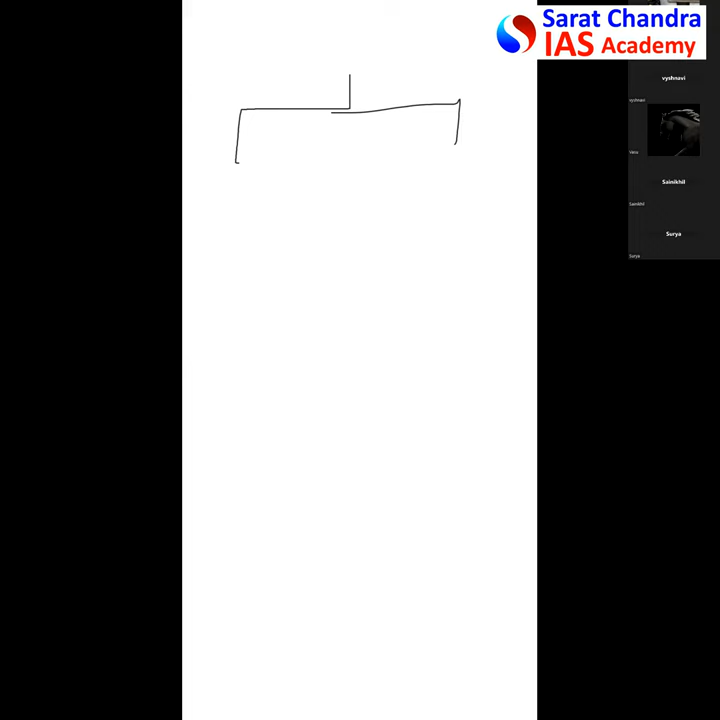 Sarat Chandra
IAS Academy
vyshnavi
vyshnavi
Venu
Sainikhil
Sainikhil
Surya
Surya